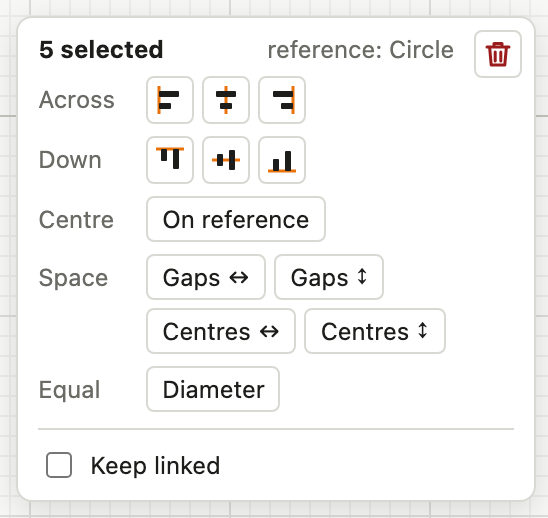 5 selected reference: Circle
Across
Down
Centre On reference
Space Gaps ↔ Gaps ↕
Centres ↔ Centres ↕
Equal Diameter
Keep linked